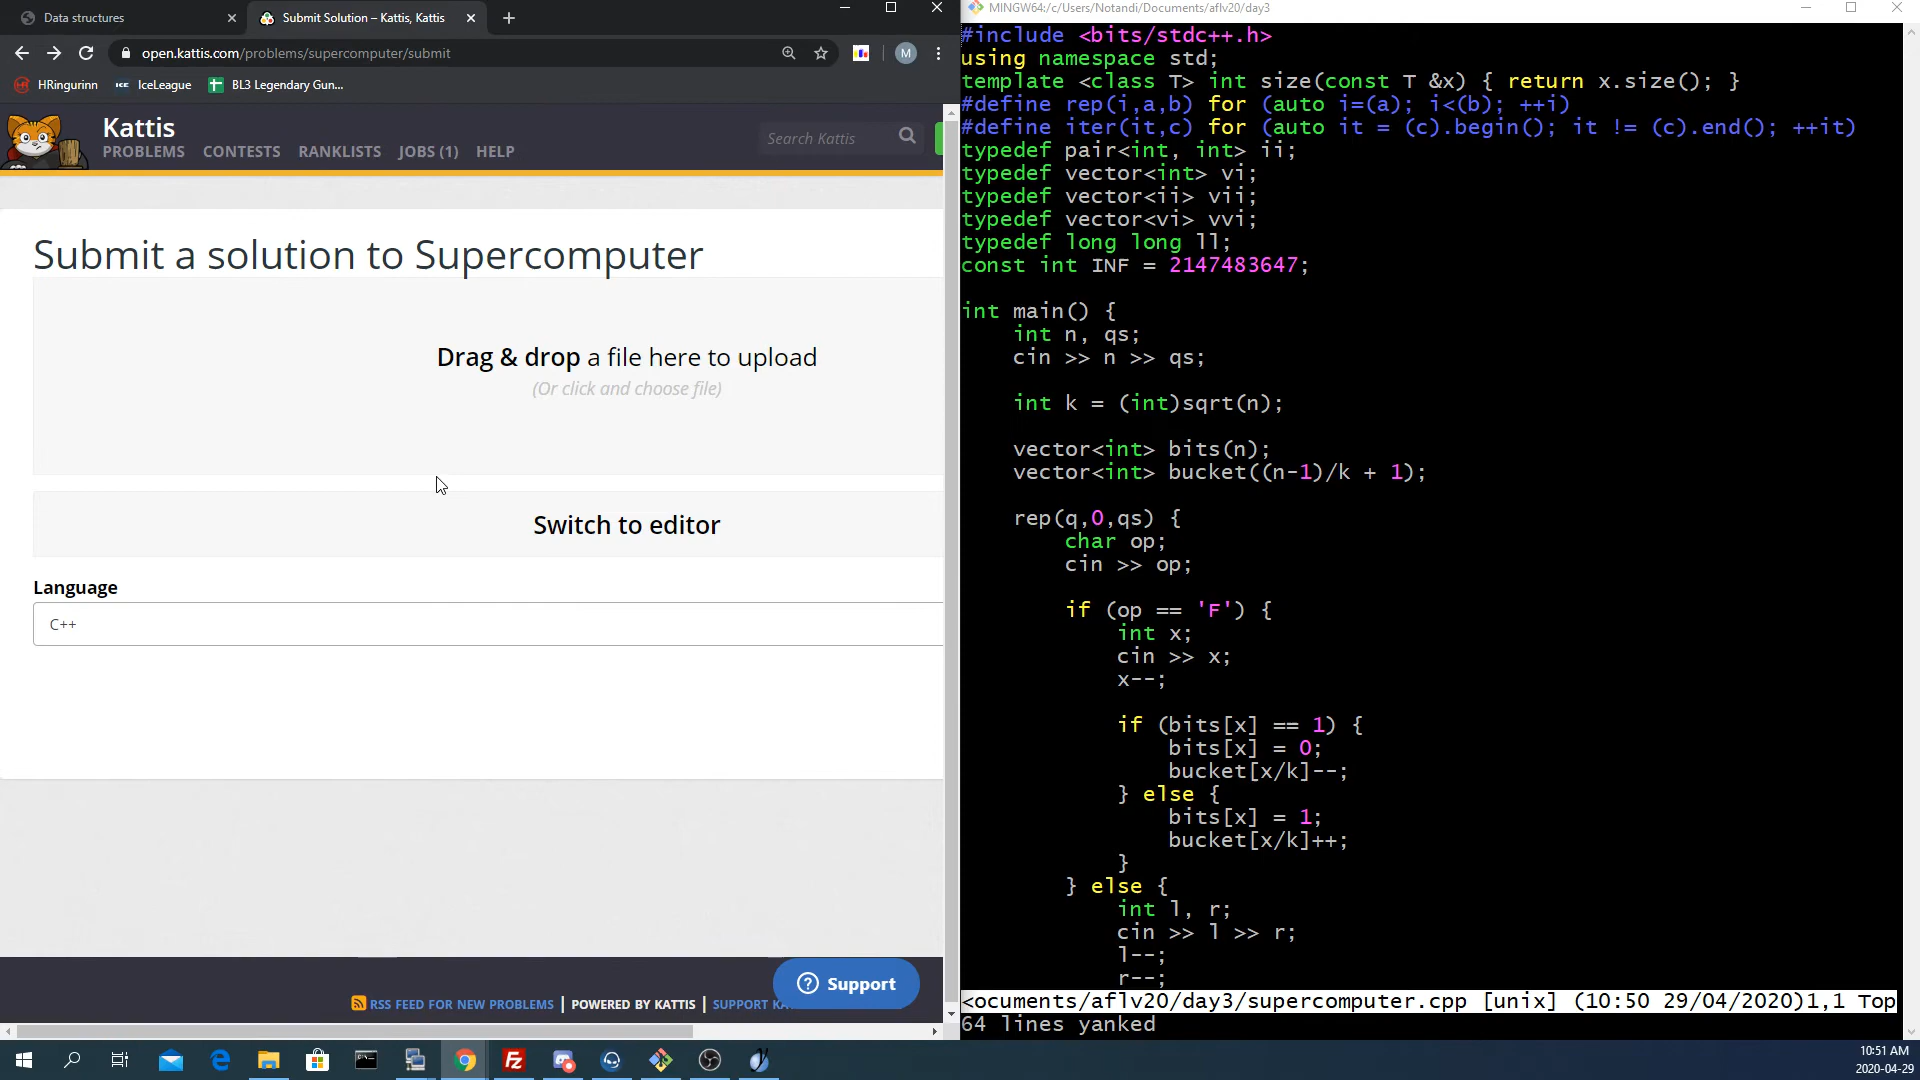 Data structures
Submit Solution – Kattis, Kattis
open.kattis.com/problems/supercomputer/submit
M
HRingurinn
ICE IceLeague
BL3 Legendary Gun...
Kattis
PROBLEMS CONTESTS RANKLISTS JOBS (1) HELP
Search Kattis
Submit a solution to Supercomputer
Drag & drop a file here to upload
(Or click and choose file)
Switch to editor
Language
C++
Support
RSS FEED FOR NEW PROBLEMS | POWERED BY KATTIS | SUPPORT KA
MINGW64:/c/Users/Notandi/Documents/aflv20/day3
#include <bits/stdc++.h>
using namespace std;
template <class T> int size(const T &x) { return x.size(); }
#define rep(i,a,b) for (auto i=(a); i<(b); ++i)
#define iter(it,c) for (auto it = (c).begin(); it != (c).end(); ++it)
typedef pair<int, int> ii;
typedef vector<int> vi;
typedef vector<ii> vii;
typedef vector<vi> vvi;
typedef long long ll;
const int INF = 2147483647;
int main() {
int n, qs;
cin >> n >> qs;
int k = (int)sqrt(n);
vector<int> bits(n);
vector<int> bucket((n-1)/k + 1);
rep(q,0,qs) {
char op;
cin >> op;
if (op == 'F') {
int x;
cin >> x;
x--;
if (bits[x] == 1) {
bits[x] = 0;
bucket[x/k]--;
} else {
bits[x] = 1;
bucket[x/k]++;
}
} else {
int l, r;
cin >> l >> r;
l--;
r--;
<ocuments/aflv20/day3/supercomputer.cpp [unix] (10:50 29/04/2020)1,1 Top
64 lines yanked
10:51 AM
2020-04-29